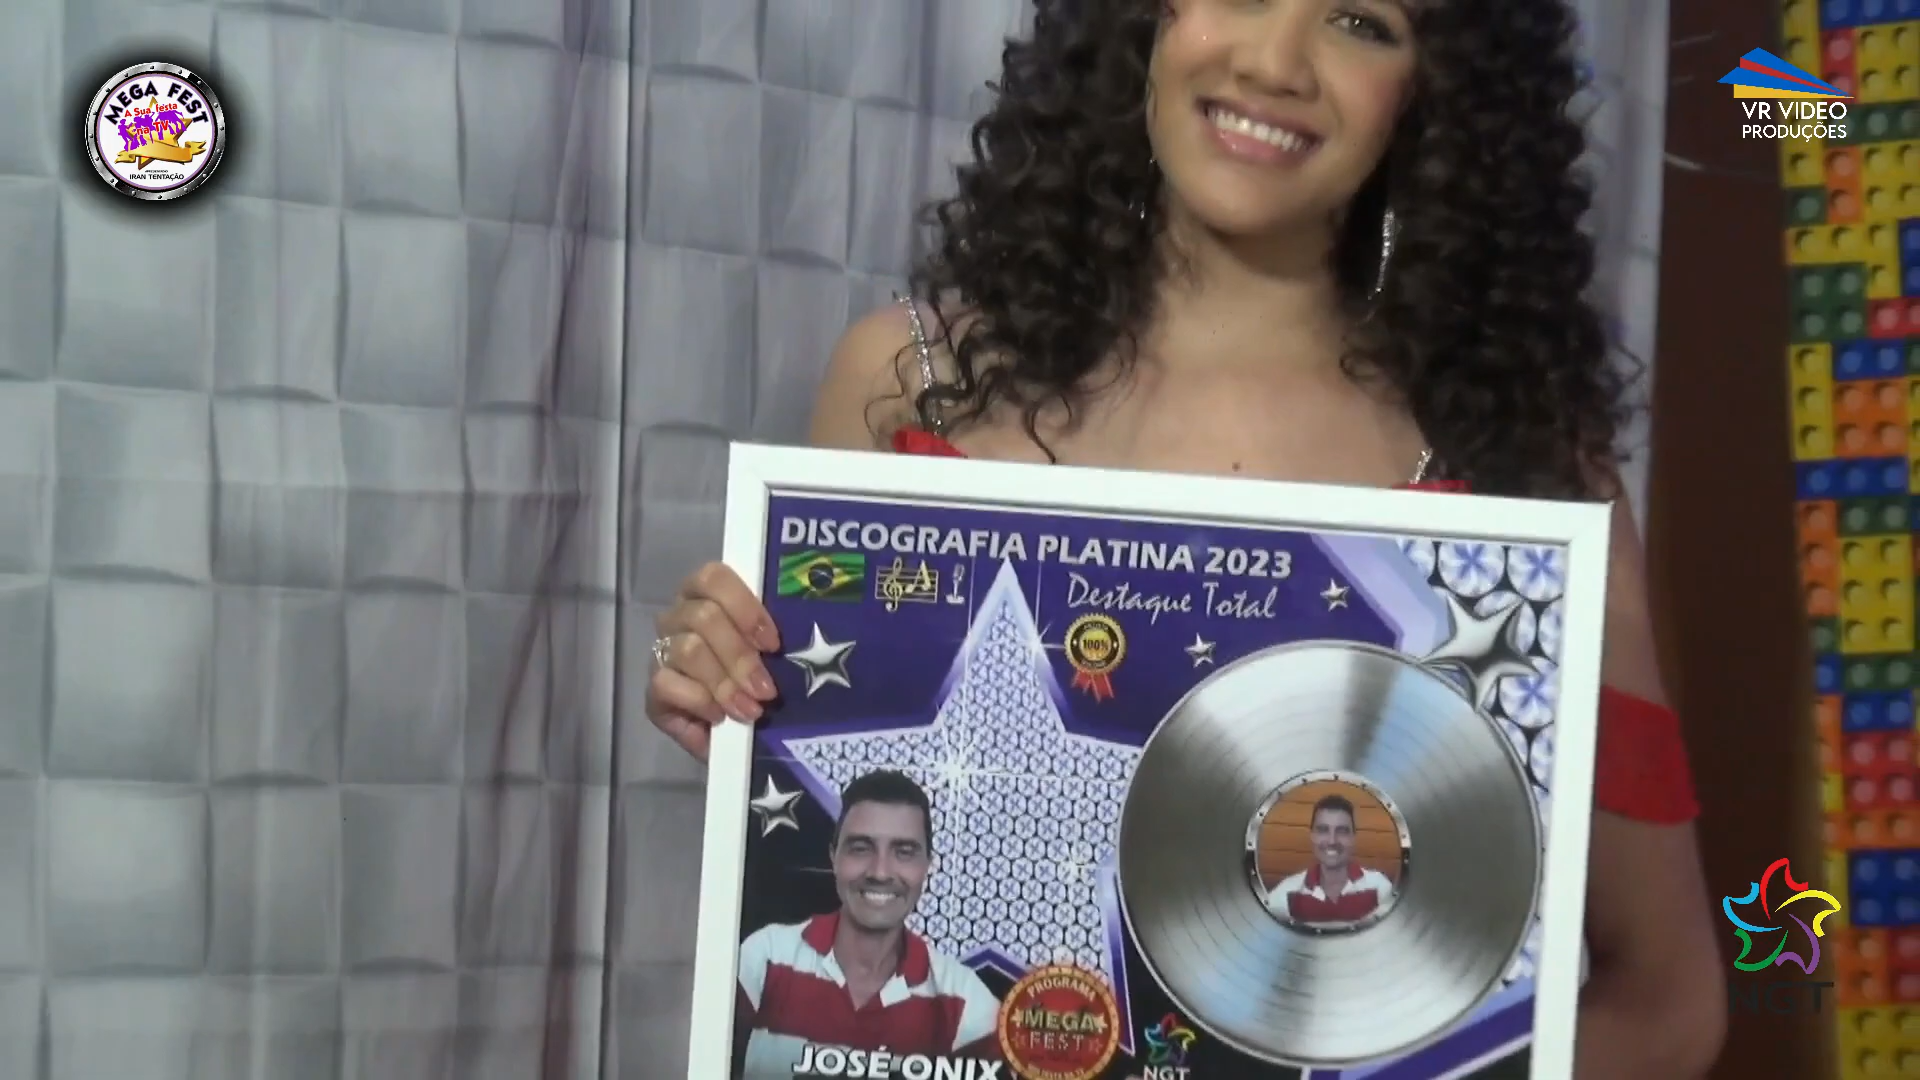 MEGA FEST
A Sua festa
na TV
APRESENTADO
IRAN TENTAÇÃO
VR VIDEO
PRODUÇÕES
DISCOGRAFIA PLATINA 2023
Destaque Total
100%
PROGRAMA
MEGA
FEST
JOSÉ ONIX
NGT
NGT